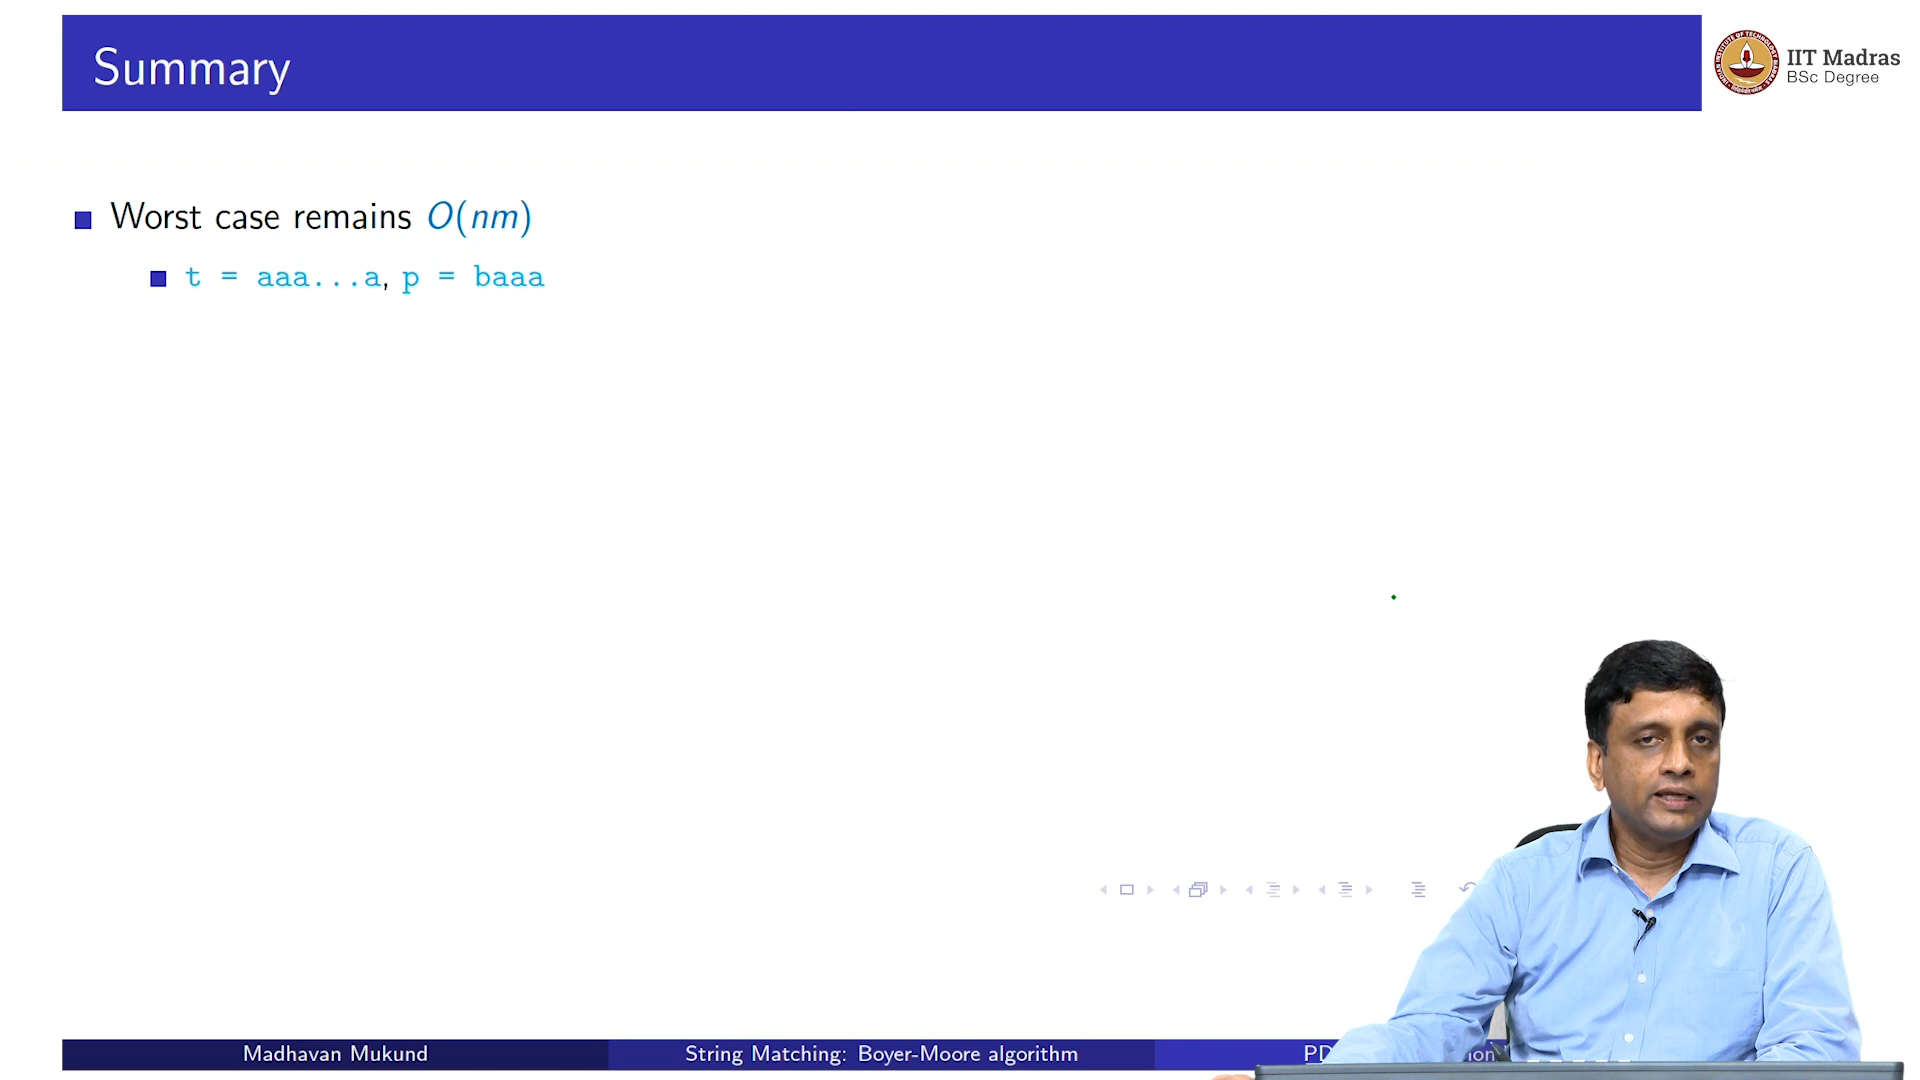 Summary
IIT Madras
BSc Degree
Worst case remains O(nm)
t = aaa...a, p = baaa
Madhavan Mukund
String Matching: Boyer-Moore algorithm